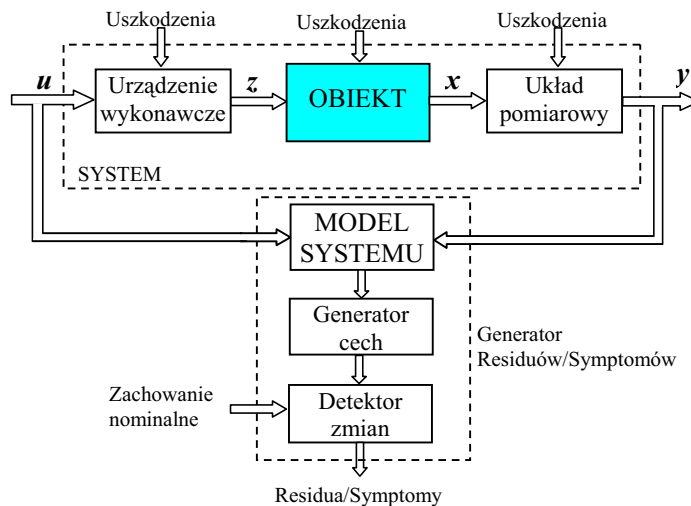 Uszkodzenia
Uszkodzenia
Uszkodzenia
u
Urządzenie
wykonawcze
z
OBIEKT
x
Układ
pomiarowy
y
SYSTEM
MODEL
SYSTEMU
Generator
cech
Generator
Residuów/Symptomów
Zachowanie
nominalne
Detektor
zmian
Residua/Symptomy